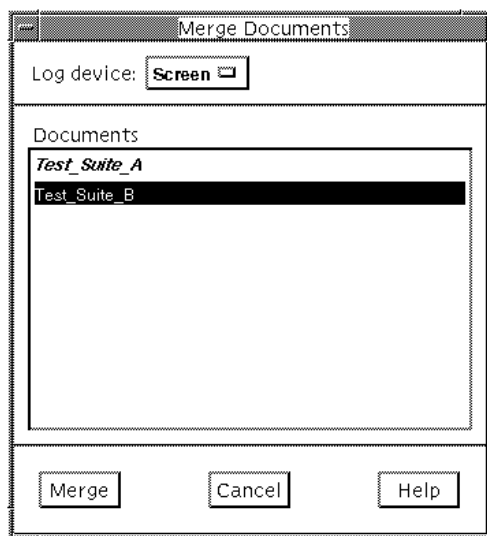 Merge Documents
Log device: Screen
Documents
Test_Suite_A
Test_Suite_B
Merge Cancel Help